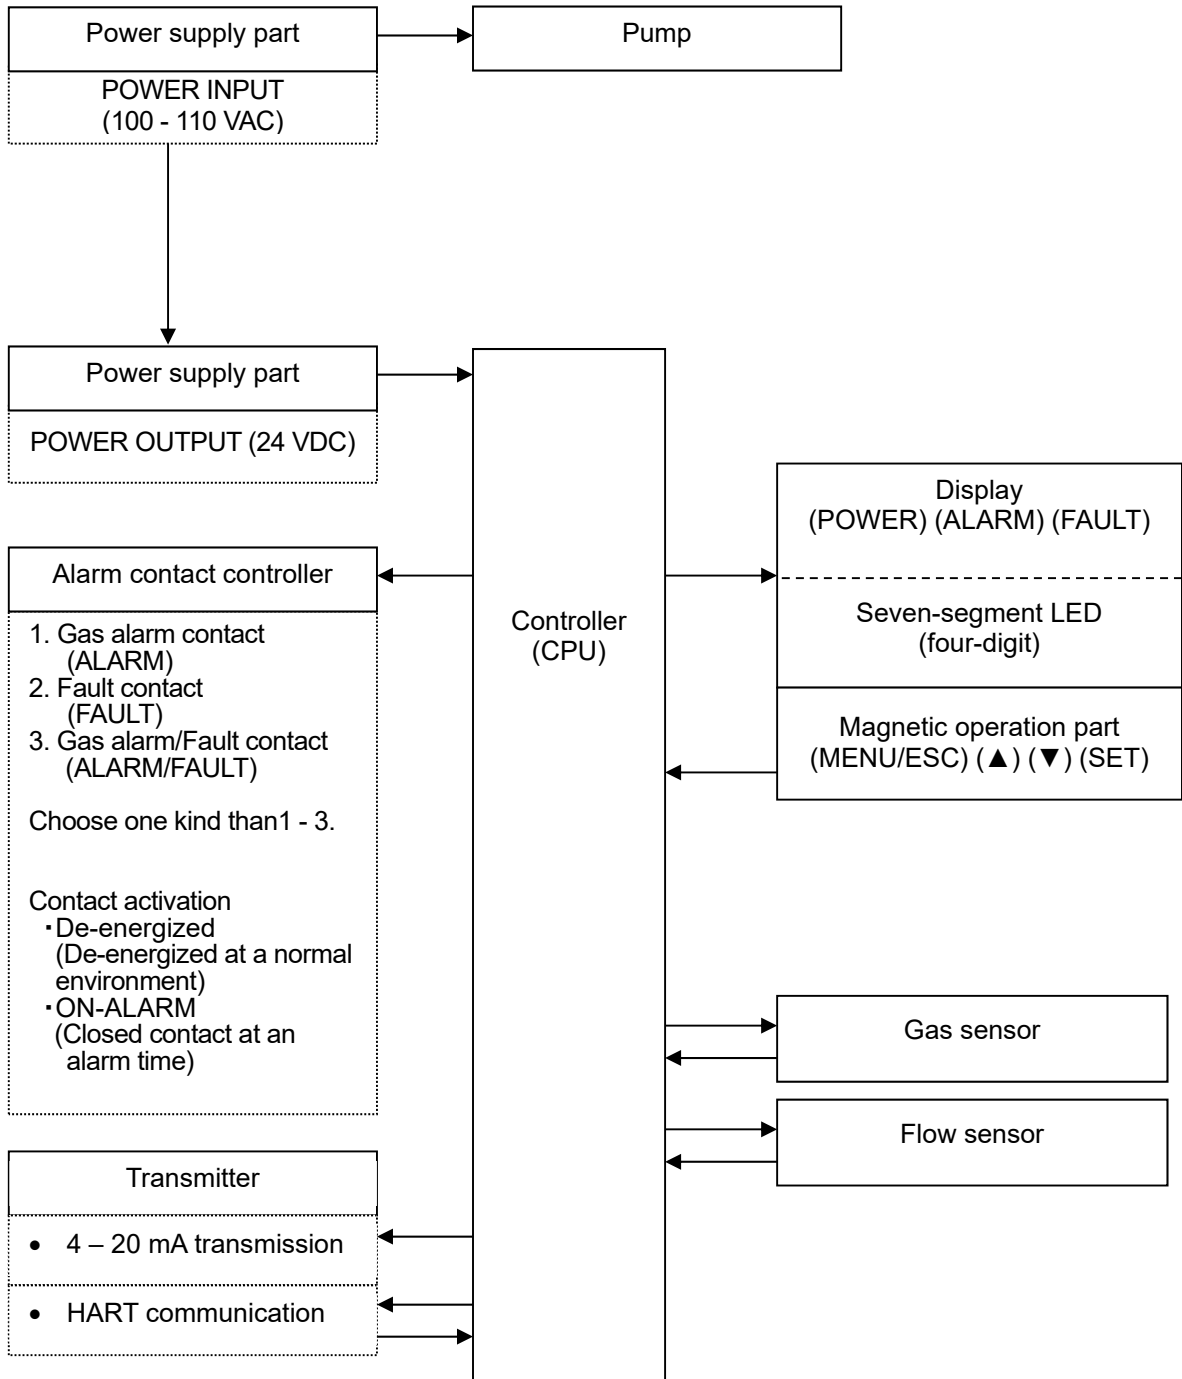 Power supply part
Pump
POWER INPUT
(100 - 110 VAC)
Power supply part
POWER OUTPUT (24 VDC)
Alarm contact controller
1. Gas alarm contact
(ALARM)
2. Fault contact
(FAULT)
3. Gas alarm/Fault contact
(ALARM/FAULT)
Choose one kind than1 - 3.
Contact activation
・De-energized
(De-energized at a normal
environment)
・ON-ALARM
(Closed contact at an
alarm time)
Transmitter
• 4 – 20 mA transmission
• HART communication
Controller
(CPU)
Display
(POWER) (ALARM) (FAULT)
Seven-segment LED
(four-digit)
Magnetic operation part
(MENU/ESC) (▲) (▼) (SET)
Gas sensor
Flow sensor